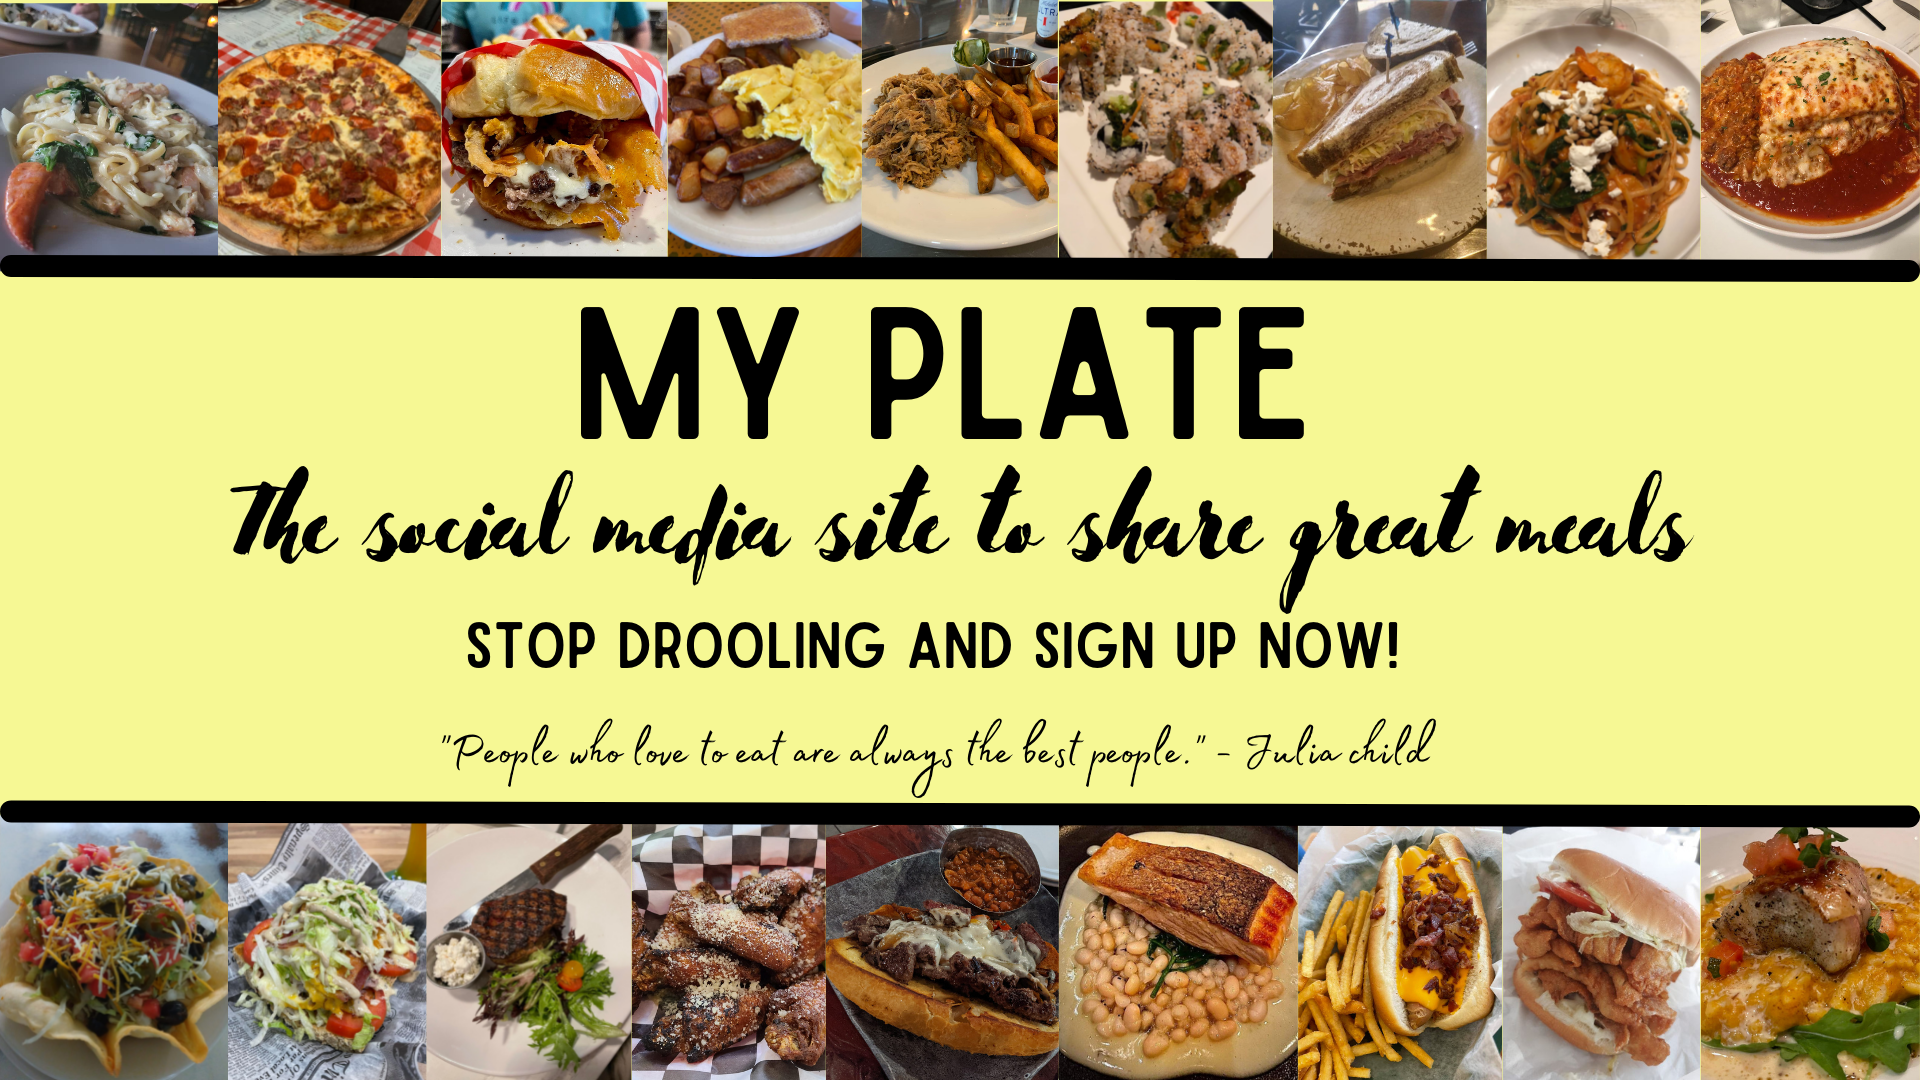 MY PLATE
The social media site to share great meals
STOP DROOLING AND SIGN UP NOW!
"People who love to eat are always the best people." - Julia child